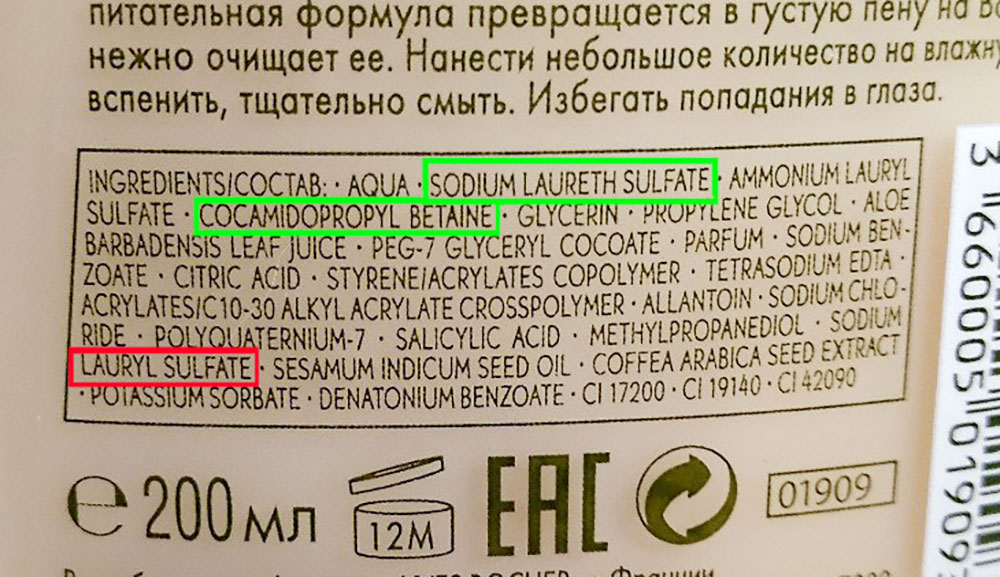 питательная формула превращается в густую пену на
нежно очищает ее. Нанести небольшое количество на влажну
вспенить, тщательно смыть. Избегать попадания в глаза.
INGREDIENTS/СОСТАВ: · AQUA · SODIUM LAURETH SULFATE · AMMONIUM LAURYL
SULFATE · COCAMIDOPROPYL BETAINE · GLYCERIN · PROPYLENE GLYCOL · ALOE
BARBADENSIS LEAF JUICE · PEG-7 GLYCERYL COCOATE · PARFUM · SODIUM BEN-
ZOATE · CITRIC ACID · STYRENE/ACRYLATES COPOLYMER · TETRASODIUM EDTA ·
ACRYLATES/C10-30 ALKYL ACRYLATE CROSSPOLYMER · ALLANTOIN · SODIUM CHLO-
RIDE · POLYQUATERNIUM-7 · SALICYLIC ACID · METHYLPROPANEDIOL · SODIUM
LAURYL SULFATE · SESAMUM INDICUM SEED OIL · COFFEA ARABICA SEED EXTRACT
· POTASSIUM SORBATE · DENATONIUM BENZOATE · CI 17200 · CI 19140 · CI 42090
℮ 200 мл
12M
EAC
01909
3 660005 01909